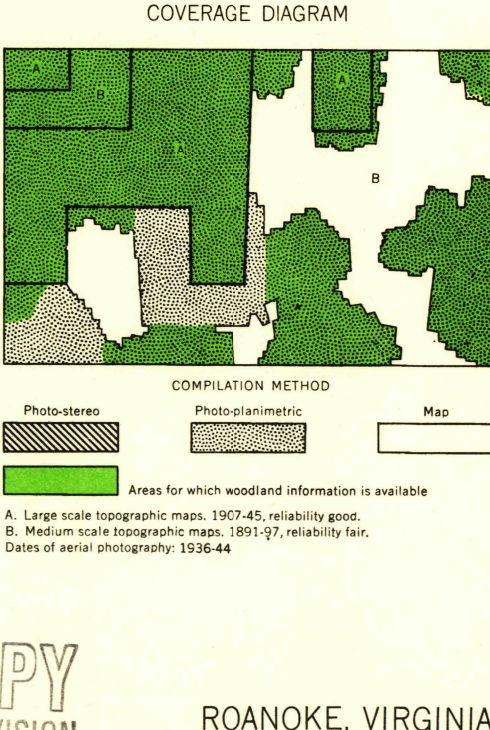 COVERAGE DIAGRAM
A
B
A
A
B
COMPILATION METHOD
Photo-stereo Photo-planimetric Map
Areas for which woodland information is available
A. Large scale topographic maps. 1907-45, reliability good.
B. Medium scale topographic maps. 1891-97, reliability fair.
Dates of aerial photography: 1936-44
PY
VISION
ROANOKE, VIRGINIA